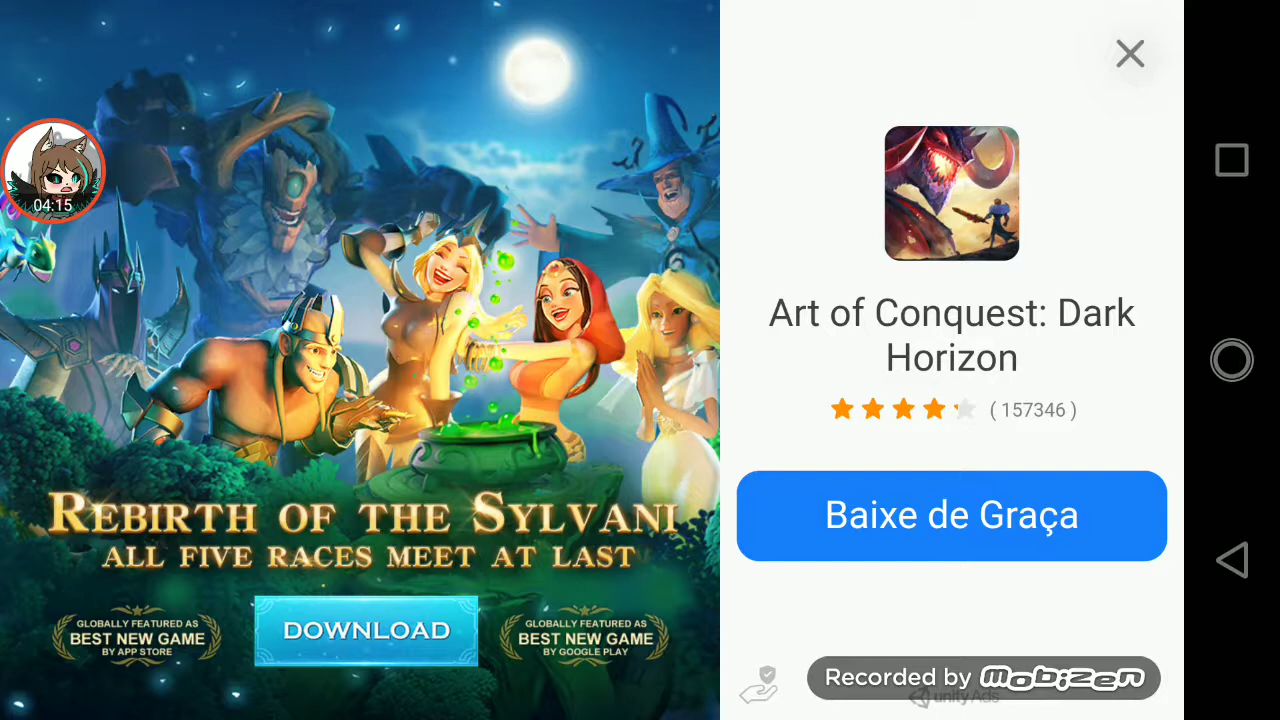 04:15
REBIRTH OF THE SYLVANI
ALL FIVE RACES MEET AT LAST
GLOBALLY FEATURED AS
BEST NEW GAME
BY APP STORE
DOWNLOAD
GLOBALLY FEATURED AS
BEST NEW GAME
BY GOOGLE PLAY
Art of Conquest: Dark
Horizon
( 157346 )
Baixe de Graça
Recorded by mobizen
unity Ads